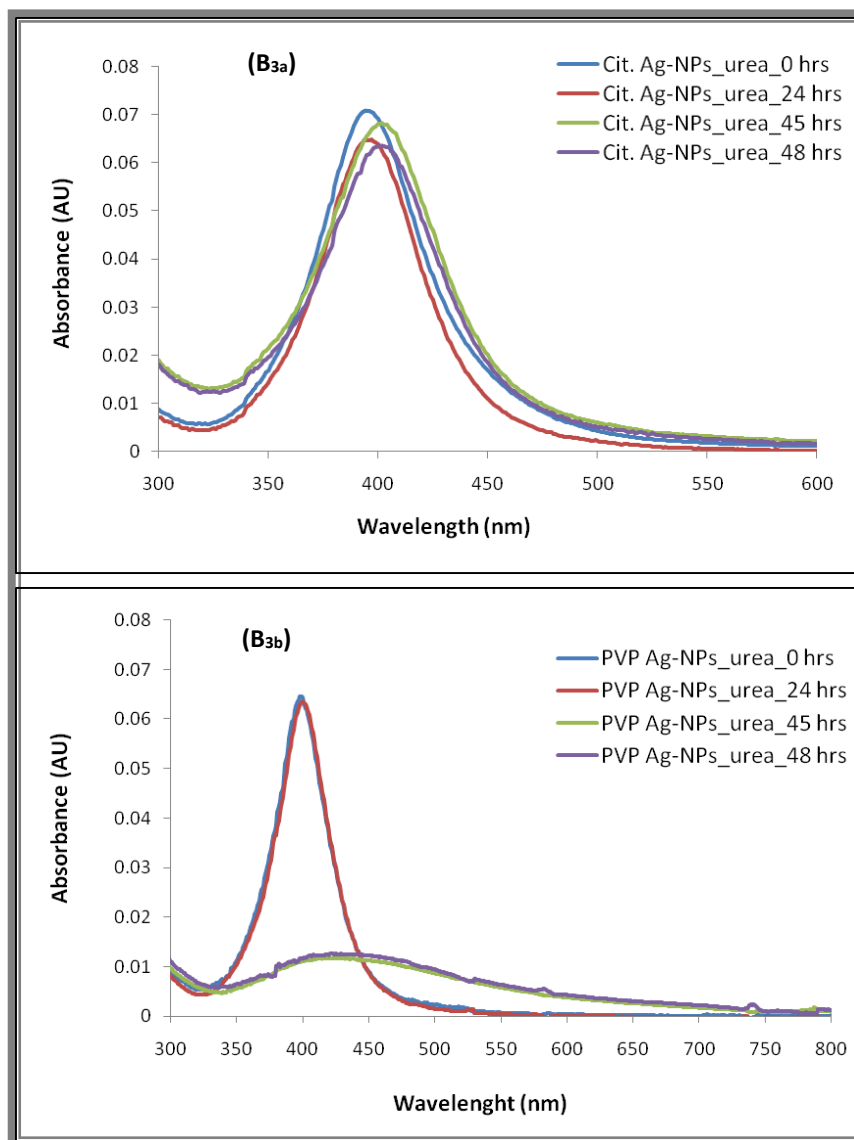 (B3a)
Cit. Ag-NPs_urea_0 hrs
Cit. Ag-NPs_urea_24 hrs
Cit. Ag-NPs_urea_45 hrs
Cit. Ag-NPs_urea_48 hrs
Absorbance (AU)
0.08
0.07
0.06
0.05
0.04
0.03
0.02
0.01
0
300 350 400 450 500 550 600
Wavelength (nm)
(B3b)
PVP Ag-NPs_urea_0 hrs
PVP Ag-NPs_urea_24 hrs
PVP Ag-NPs_urea_45 hrs
PVP Ag-NPs_urea_48 hrs
Absorbance (AU)
0.08
0.07
0.06
0.05
0.04
0.03
0.02
0.01
0
300 350 400 450 500 550 600 650 700 750 800
Wavelenght (nm)